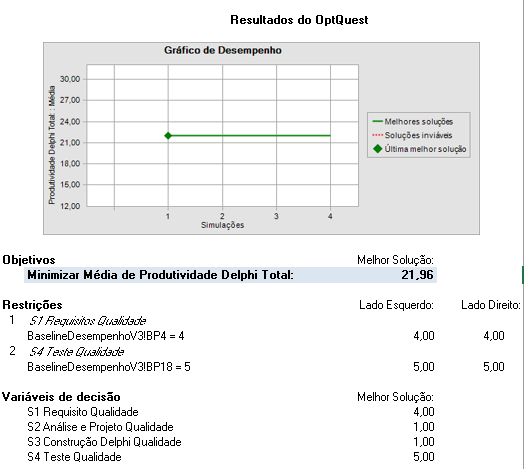 Resultados do OptQuest
Gráfico de Desempenho
Produtividade Delphi Total: : Média
30,00
27,00
24,00
21,00
18,00
15,00
12,00
1 2 3 4
Simulações
Melhores soluções
Soluções inviáveis
Última melhor solução
Objetivos Melhor Solução:
Minimizar Média de Produtividade Delphi Total: 21,96
Restrições Lado Esquerdo: Lado Direito:
1 S1 Requisitos Qualidade
BaselineDesempenhoV3!BP4 = 4 4,00 4,00
2 S4 Teste Qualidade
BaselineDesempenhoV3!BP18 = 5 5,00 5,00
Variáveis de decisão Melhor Solução:
S1 Requisito Qualidade 4,00
S2 Análise e Projeto Qualidade 1,00
S3 Construção Delphi Qualidade 1,00
S4 Teste Qualidade 5,00